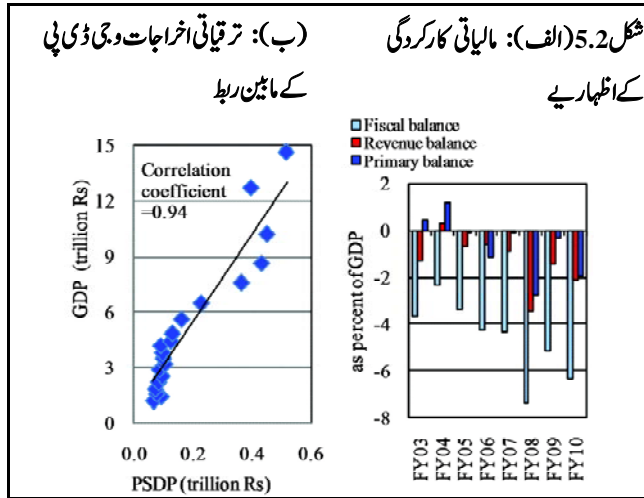 شکل 5.2 (الف): مالیاتی کارکردگی
کے اظہاریے
Fiscal balance
Revenue balance
Primary balance
as percent of GDP
2
0
-2
-4
-6
-8
FY03
FY04
FY05
FY06
FY07
FY08
FY09
FY10
(ب): ترقیاتی اخراجات و جی ڈی پی
کے مابین ربط
Correlation
coefficient
=0.94
GDP (trillion Rs)
15
12
9
6
3
0
0.0
0.2
0.4
0.6
PSDP (trillion Rs)